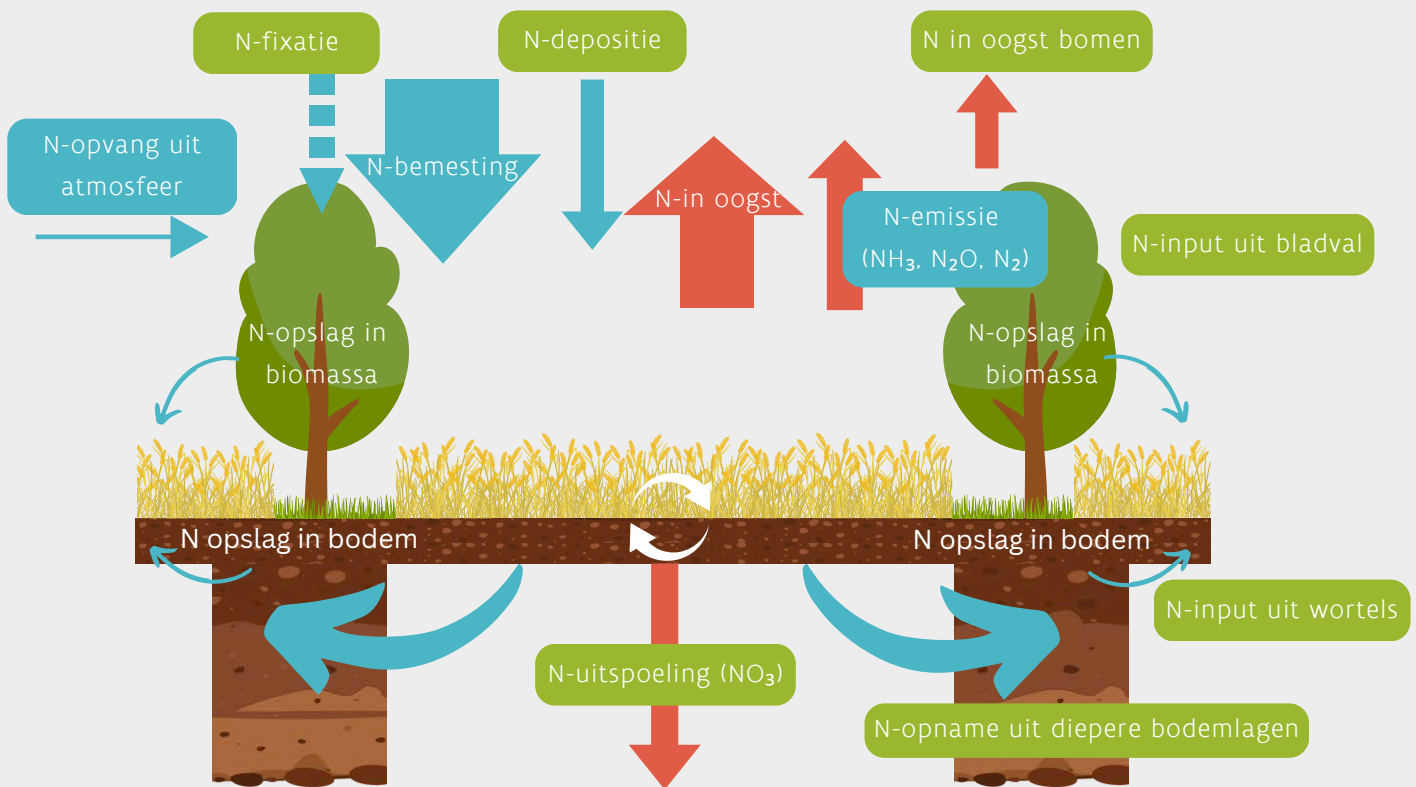 N-fixatie
N-depositie
N in oogst bomen
N-opvang uit
atmosfeer
N-bemesting
N-in oogst
N-emissie
(NH₃, N₂O, N₂)
N-input uit bladval
N-opslag in
biomassa
N-opslag in
biomassa
N opslag in bodem
N opslag in bodem
N-input uit wortels
N-uitspoeling (NO₃)
N-opname uit diepere bodemlagen